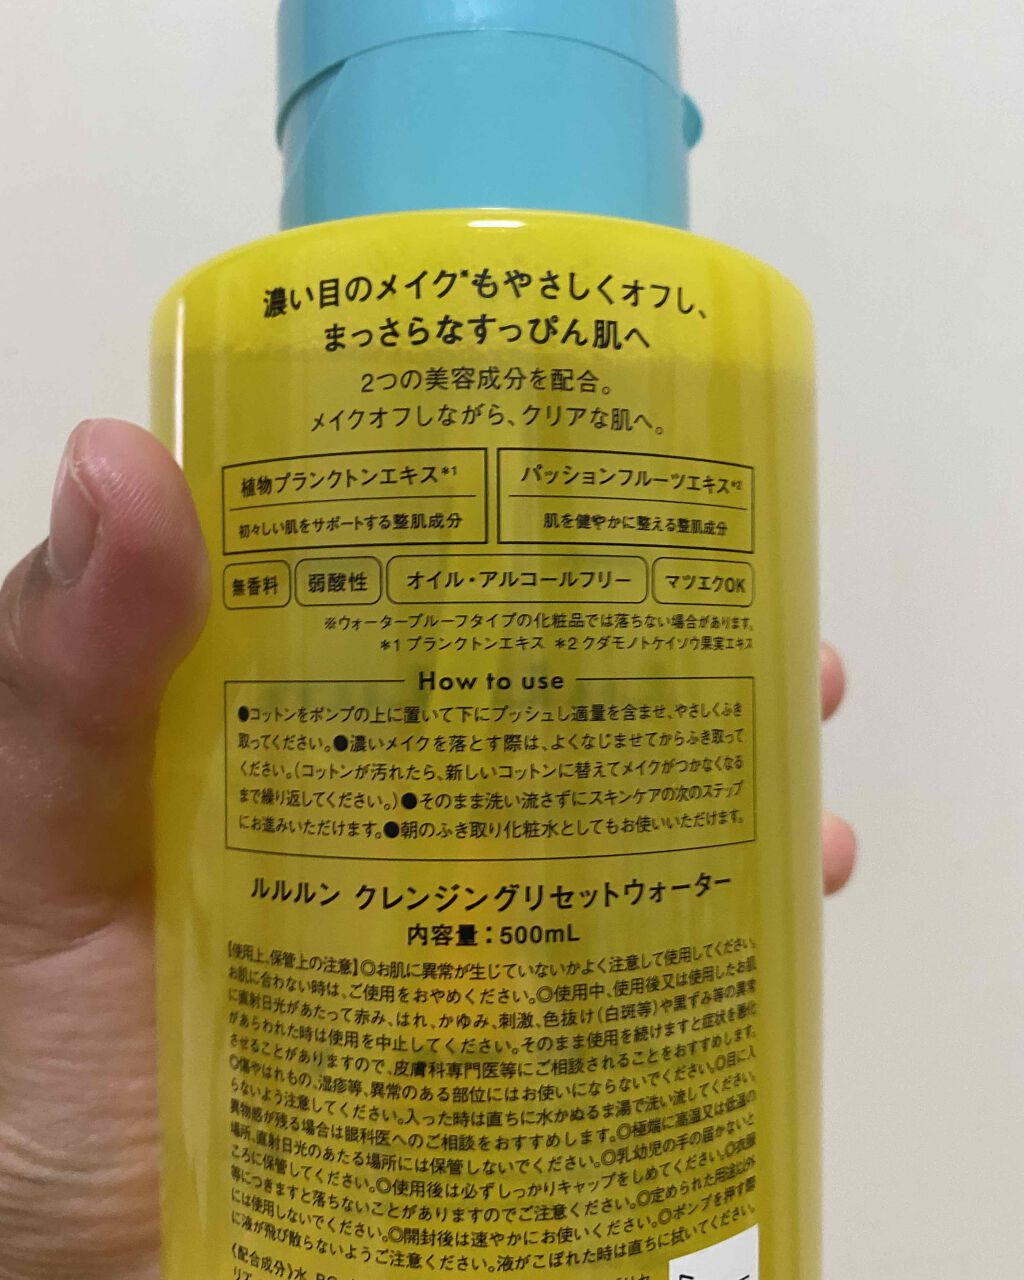 濃い目のメイク*もやさしくオフし、
まっさらなすっぴん肌へ
2つの美容成分を配合。
メイクオフしながら、クリアな肌へ。
植物プランクトンエキス*1
初々しい肌をサポートする整肌成分
パッションフルーツエキス*2
肌を健やかに整える整肌成分
無香料
弱酸性
オイル・アルコールフリー
マツエクOK
※ウォータープルーフタイプの化粧品では落ちない場合があります。
*1 プランクトンエキス *2 クダモノトケイソウ果実エキス
How to use
●コットンをポンプの上に置いて下にプッシュし適量を含ませ、やさしくふき
取ってください。●濃いメイクを落とす際は、よくなじませてからふき取って
ください。(コットンが汚れたら、新しいコットンに替えてメイクがつかなくなる
まで繰り返してください。)●そのまま洗い流さずにスキンケアの次のステップ
にお進みいただけます。●朝のふき取り化粧水としてもお使いいただけます。
ルルルン クレンジングリセットウォーター
内容量：500mL
【使用上、保管上の注意】◎お肌に異常が生じていないかよく注意して使用してください。
お肌に合わない時は、ご使用をおやめください。◎使用中、使用後又は使用したお肌
に直射日光があたって赤み、はれ、かゆみ、刺激、色抜け(白斑等)や黒ずみ等の異常
があらわれた時は使用を中止してください。そのまま使用を続けますと症状を悪化
させることがありますので、皮膚科専門医等にご相談されることをおすすめします。
◎傷やはれもの、湿疹等、異常のある部位にはお使いにならないでください。◎目に入
らないよう注意してください。入った時は直ちに水かぬるま湯で洗い流してください。
異物感が残る場合は眼科医へのご相談をおすすめします。◎極端に高温又は低温の
場所、直射日光のあたる場所には保管しないでください。◎乳幼児の手の届かないと
ころに保管してください。◎使用後は必ずしっかりキャップをしめてください。◎衣服
等につきますと落ちないことがありますのでご注意ください。◎定められた用途以外
には使用しないでください。◎開封後は速やかにお使いください。◎ポンプを押す際
に液が飛び散らないようご注意ください。液がこぼれた時は直ちに拭いてください。
〈配合成分〉水、